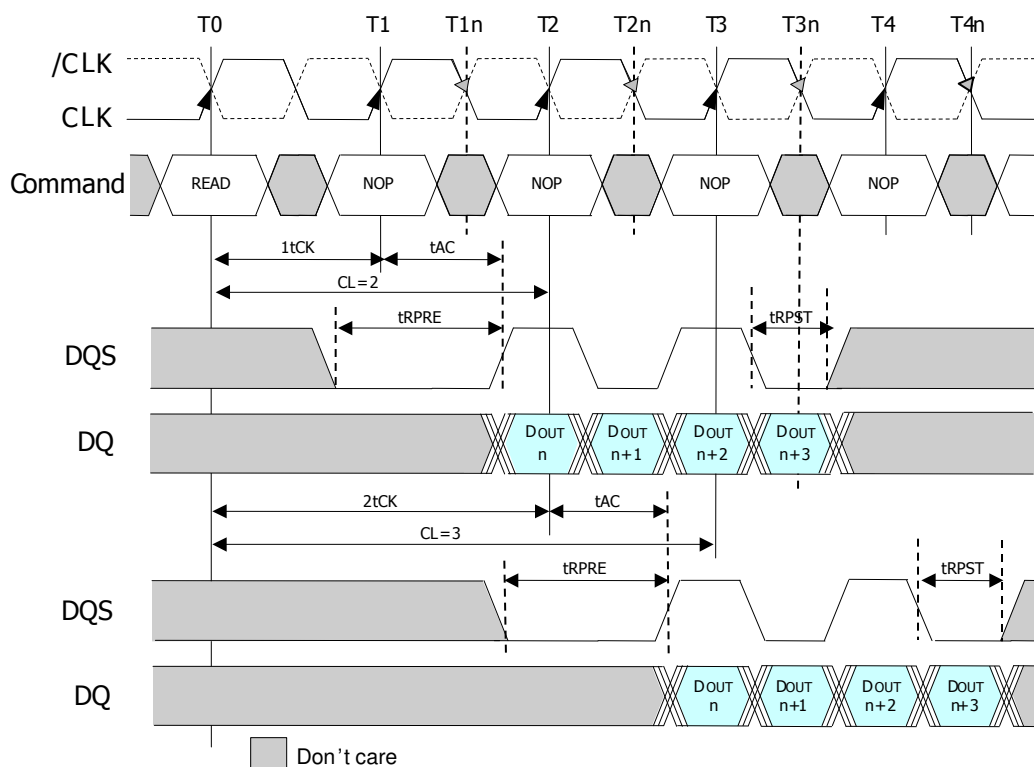 T0 T1 T1n T2 T2n T3 T3n T4 T4n
/CLK
CLK
Command READ NOP NOP NOP NOP
1tCK tAC
CL=2
tRPRE tRPST
DQS
DQ DOUT n DOUT n+1 DOUT n+2 DOUT n+3
2tCK tAC
CL=3
tRPRE tRPST
DQS
DQ DOUT n DOUT n+1 DOUT n+2 DOUT n+3
Don't care